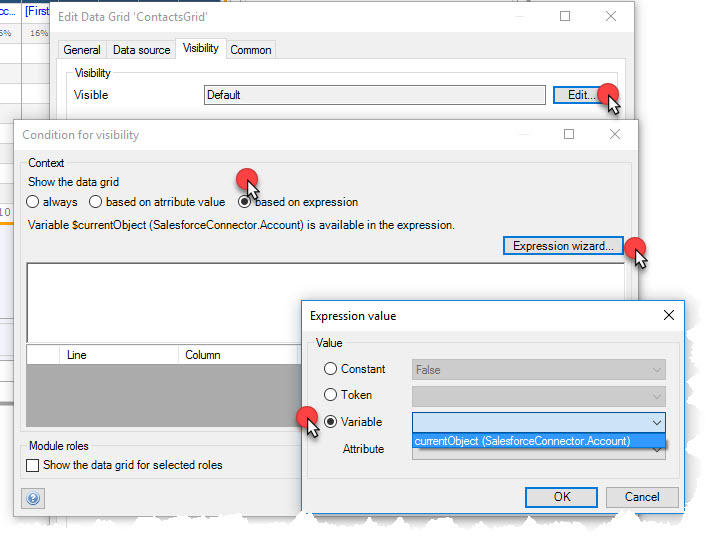 cc...
[First
Edit Data Grid 'ContactsGrid'
6%
16%
General
Data source
Visibility
Common
Visibility
Visible
Default
Edit...
Condition for visibility
Context
Show the data grid
always
based on atrribute value
based on expression
10
Variable $currentObject (SalesforceConnector.Account) is available in the expression.
Expression wizard...
Line
Column
Expression value
Value
Constant
False
Token
Variable
currentObject (SalesforceConnector.Account)
Attribute
Module roles
Show the data grid for selected roles
?
OK
Cancel